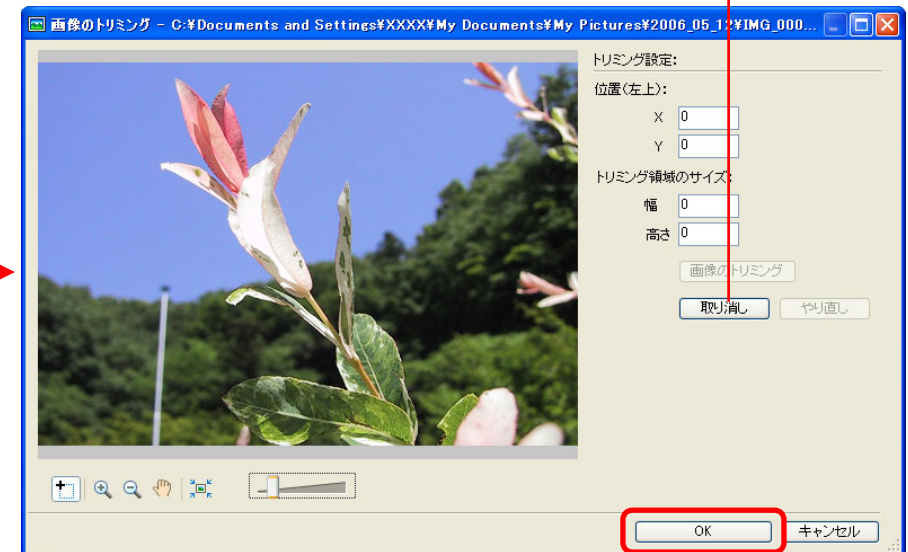 画像のトリミング - C:¥Documents and Settings¥XXXX¥My Documents¥My Pictures¥2006_05_12¥IMG_000...
トリミング設定:
位置(左上):
X 0
Y 0
トリミング領域のサイズ:
幅 0
高さ 0
画像のトリミング
取り消し やり直し
OK キャンセル